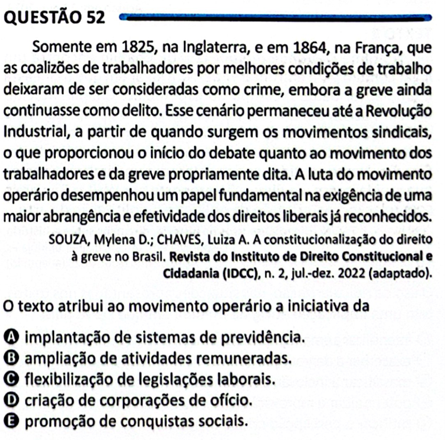 QUESTÃO 52
Somente em 1825, na Inglaterra, e em 1864, na França, que
as coalizões de trabalhadores por melhores condições de trabalho
deixaram de ser consideradas como crime, embora a greve ainda
continuasse como delito. Esse cenário permaneceu até a Revolução
Industrial, a partir de quando surgem os movimentos sindicais,
o que proporcionou o início do debate quanto ao movimento dos
trabalhadores e da greve propriamente dita. A luta do movimento
operário desempenhou um papel fundamental na exigência de uma
maior abrangência e efetividade dos direitos liberais já reconhecidos.
SOUZA, Mylena D.; CHAVES, Luiza A. A constitucionalização do direito
à greve no Brasil. Revista do Instituto de Direito Constitucional e
Cidadania (IDCC), n. 2, jul.-dez. 2022 (adaptado).
O texto atribui ao movimento operário a iniciativa da
A implantação de sistemas de previdência.
B ampliação de atividades remuneradas.
C flexibilização de legislações laborais.
D criação de corporações de ofício.
E promoção de conquistas sociais.